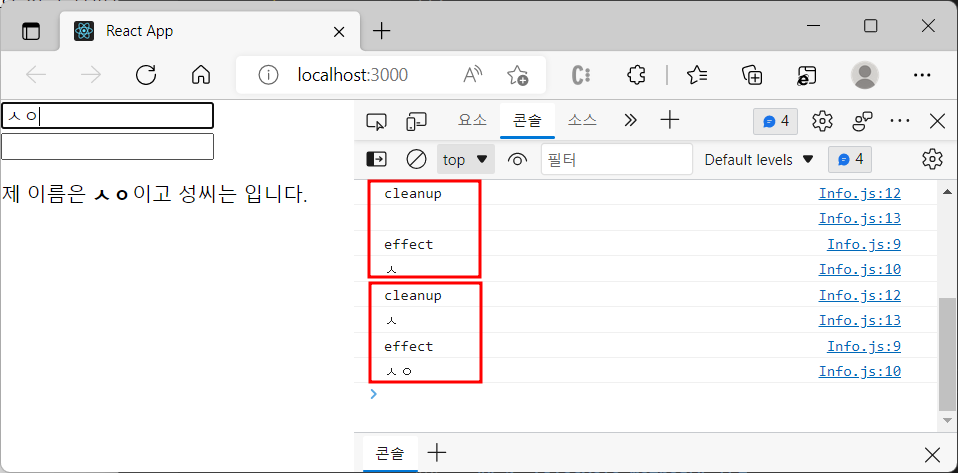 React App
localhost:3000
ㅅㅇ
제 이름은 ㅅㅇ이고 성씨는 입니다.
요소 콘솔 소스 4
top 필터 Default levels 4
cleanup Info.js:12
Info.js:13
effect Info.js:9
ㅅ Info.js:10
cleanup Info.js:12
ㅅ Info.js:13
effect Info.js:9
ㅅㅇ Info.js:10
콘솔